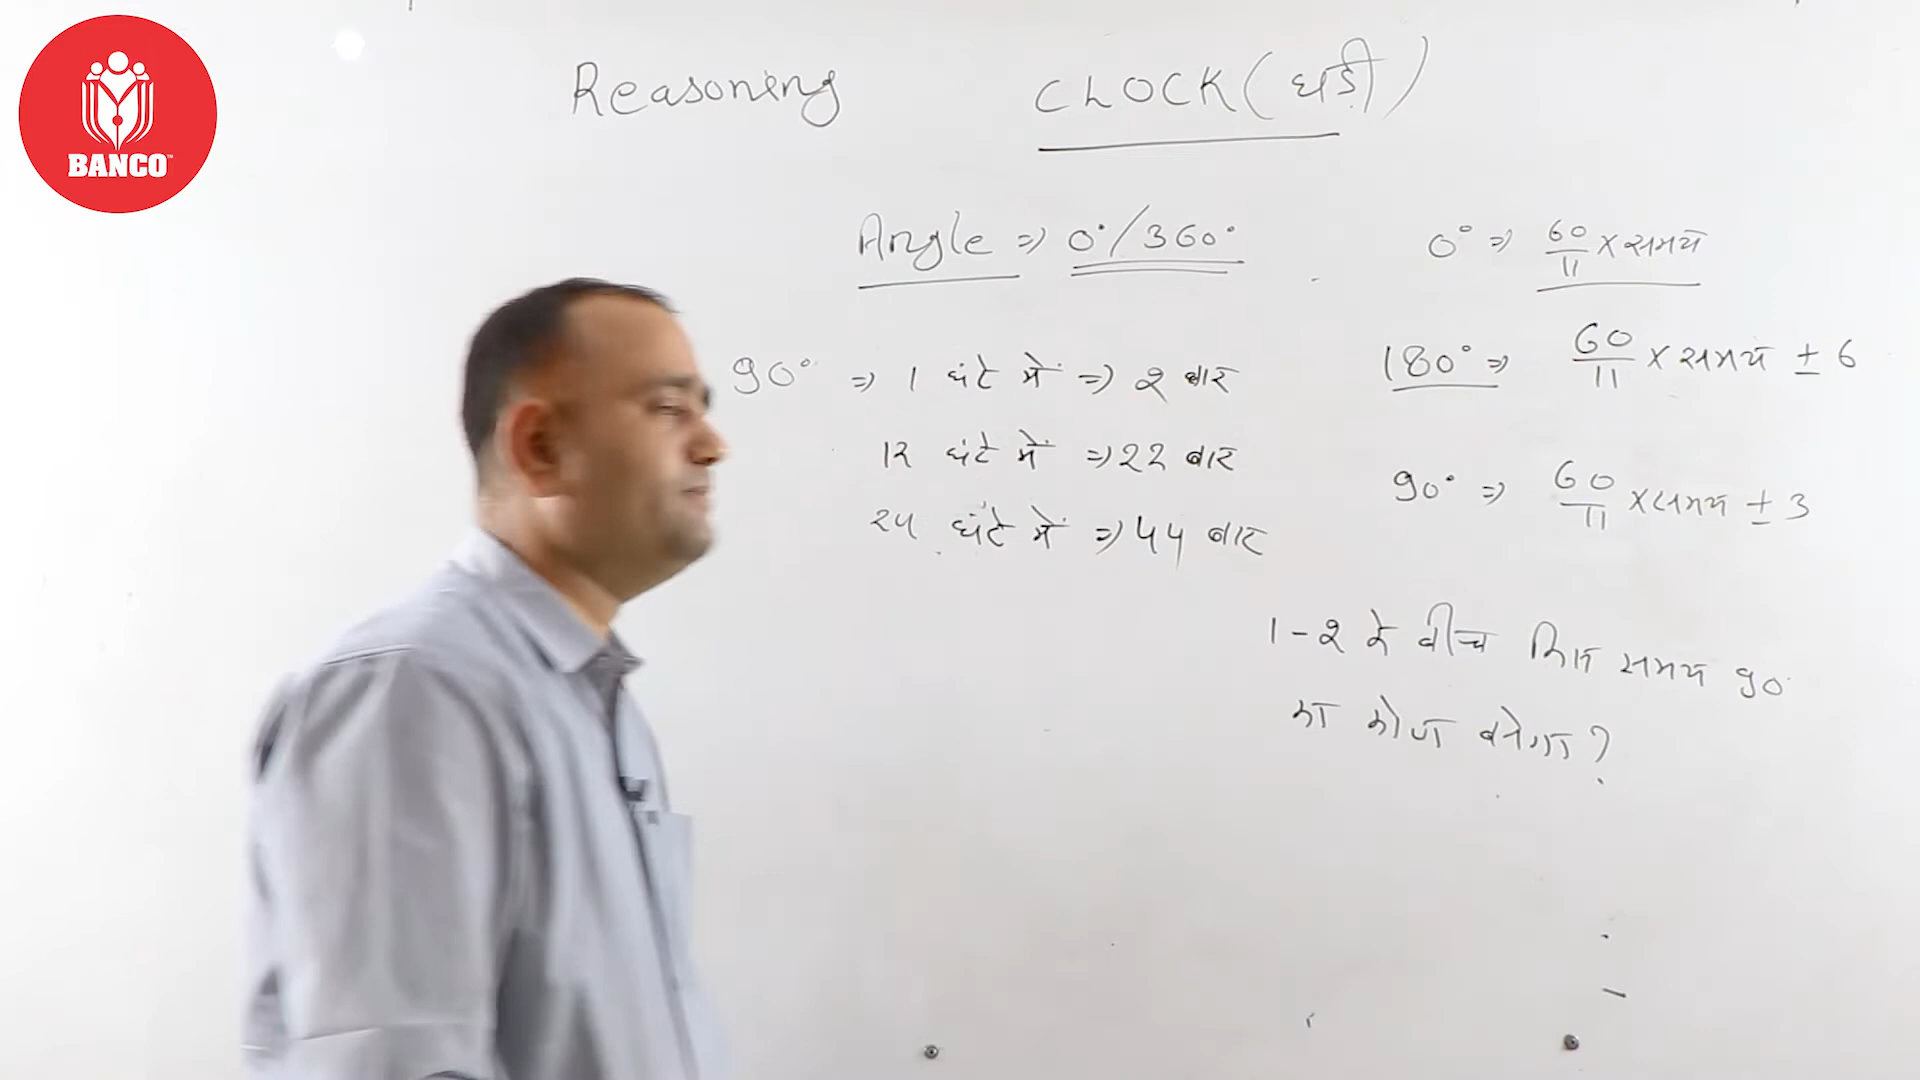 BANCO™
Reasoning CLOCK (घड़ी)
Angle ⇒ 0°/360°
90° ⇒ 1 घंटे में ⇒ 2 बार
12 घंटे में ⇒ 22 बार
24 घंटे में ⇒ 44 बार
0° ⇒ 60/11 × समय
180° ⇒ 60/11 × समय ± 6
90° ⇒ 60/11 × समय ± 3
1-2 के बीच किस समय 90°
का कोण बनेगा?